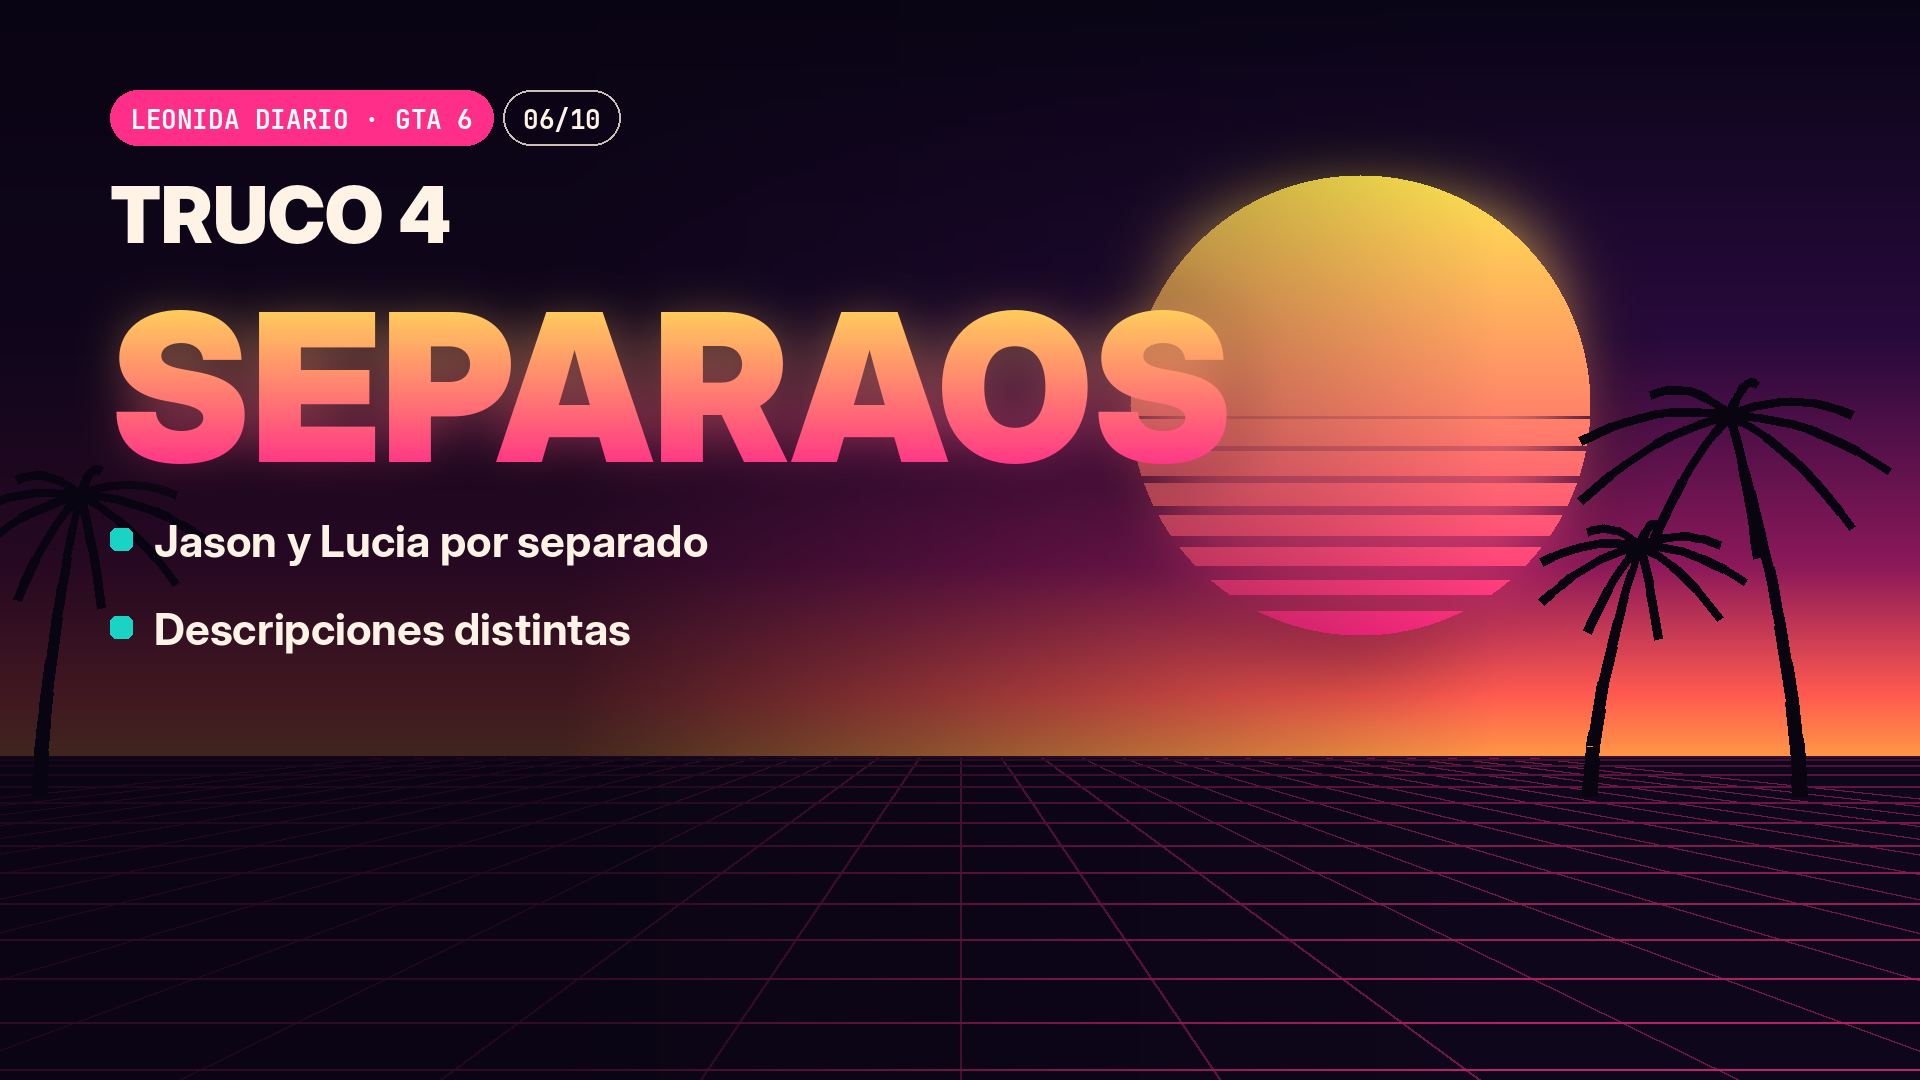 LEONIDA DIARIO · GTA 6 06/10
TRUCO 4
SEPARAOS
Jason y Lucia por separado
Descripciones distintas